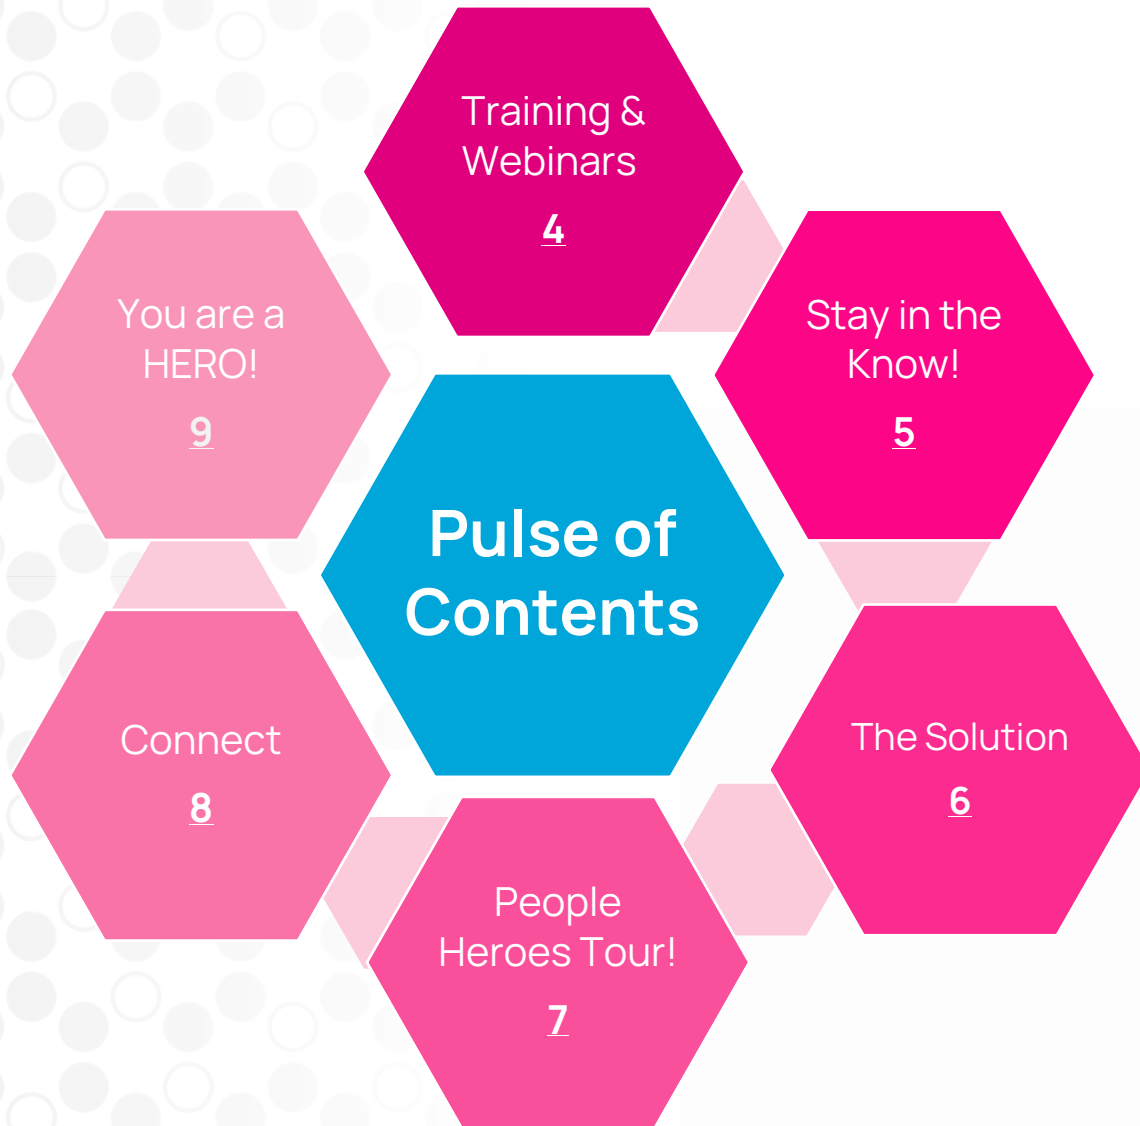 Pulse of
Contents
Training &
Webinars
4
Stay in the
Know!
5
The Solution
6
People
Heroes Tour!
7
Connect
8
You are a
HERO!
9